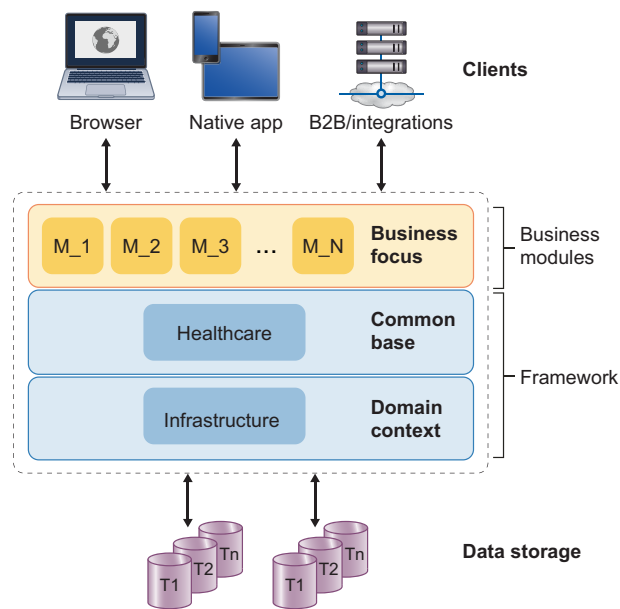 Clients
Browser
Native app
B2B/integrations
M_1
M_2
M_3
...
M_N
Business
focus
Business
modules
Healthcare
Common
base
Framework
Infrastructure
Domain
context
T1
T2
Tn
T1
T2
Tn
Data storage